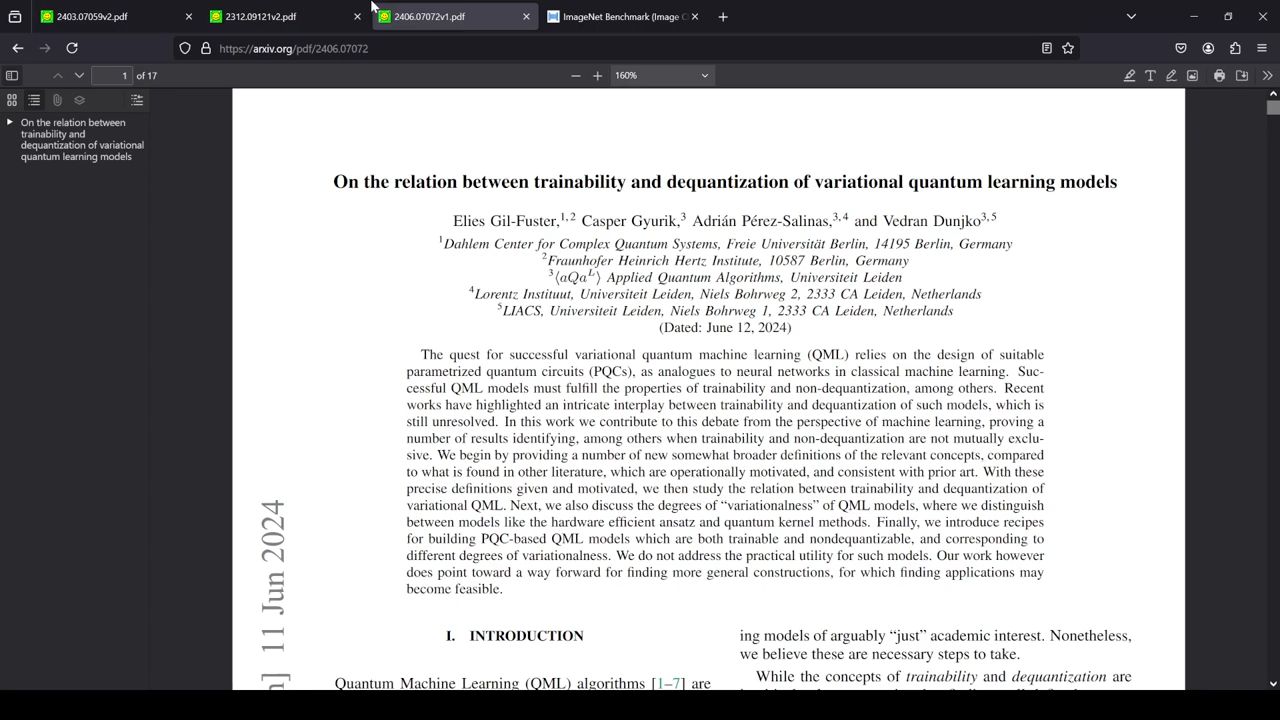 2403.07059v2.pdf
2312.09121v2.pdf
2406.07072v1.pdf
ImageNet Benchmark (Image Cl
https://arxiv.org/pdf/2406.07072
1 of 17
160%
On the relation between
trainability and
dequantization of variational
quantum learning models
On the relation between trainability and dequantization of variational quantum learning models
Elies Gil-Fuster,1,2 Casper Gyurik,3 Adrián Pérez-Salinas,3,4 and Vedran Dunjko3,5
1Dahlem Center for Complex Quantum Systems, Freie Universität Berlin, 14195 Berlin, Germany
2Fraunhofer Heinrich Hertz Institute, 10587 Berlin, Germany
3⟨aQaL⟩ Applied Quantum Algorithms, Universiteit Leiden
4Lorentz Instituut, Universiteit Leiden, Niels Bohrweg 2, 2333 CA Leiden, Netherlands
5LIACS, Universiteit Leiden, Niels Bohrweg 1, 2333 CA Leiden, Netherlands
(Dated: June 12, 2024)
The quest for successful variational quantum machine learning (QML) relies on the design of suitable
parametrized quantum circuits (PQCs), as analogues to neural networks in classical machine learning. Suc-
cessful QML models must fulfill the properties of trainability and non-dequantization, among others. Recent
works have highlighted an intricate interplay between trainability and dequantization of such models, which is
still unresolved. In this work we contribute to this debate from the perspective of machine learning, proving a
number of results identifying, among others when trainability and non-dequantization are not mutually exclu-
sive. We begin by providing a number of new somewhat broader definitions of the relevant concepts, compared
to what is found in other literature, which are operationally motivated, and consistent with prior art. With these
precise definitions given and motivated, we then study the relation between trainability and dequantization of
variational QML. Next, we also discuss the degrees of “variationalness” of QML models, where we distinguish
between models like the hardware efficient ansatz and quantum kernel methods. Finally, we introduce recipes
for building PQC-based QML models which are both trainable and nondequantizable, and corresponding to
different degrees of variationalness. We do not address the practical utility for such models. Our work however
does point toward a way forward for finding more general constructions, for which finding applications may
become feasible.
11 Jun 2024
I. INTRODUCTION
Quantum Machine Learning (QML) algorithms [1–7] are
ing models of arguably “just” academic interest. Nonetheless,
we believe these are necessary steps to take.
While the concepts of trainability and dequantization are